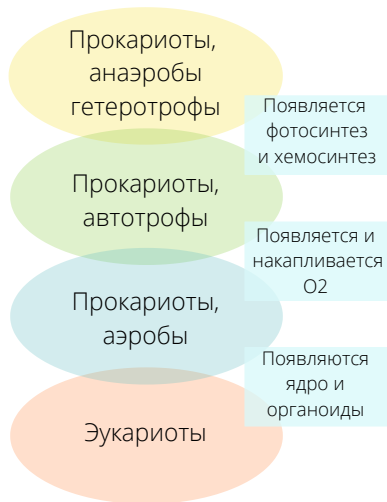 Прокариоты,
анаэробы
гетеротрофы
Появляется
фотосинтез
и хемосинтез
Прокариоты,
автотрофы
Появляется и
накапливается
О2
Прокариоты,
аэробы
Появляются
ядро и
органоиды
Эукариоты